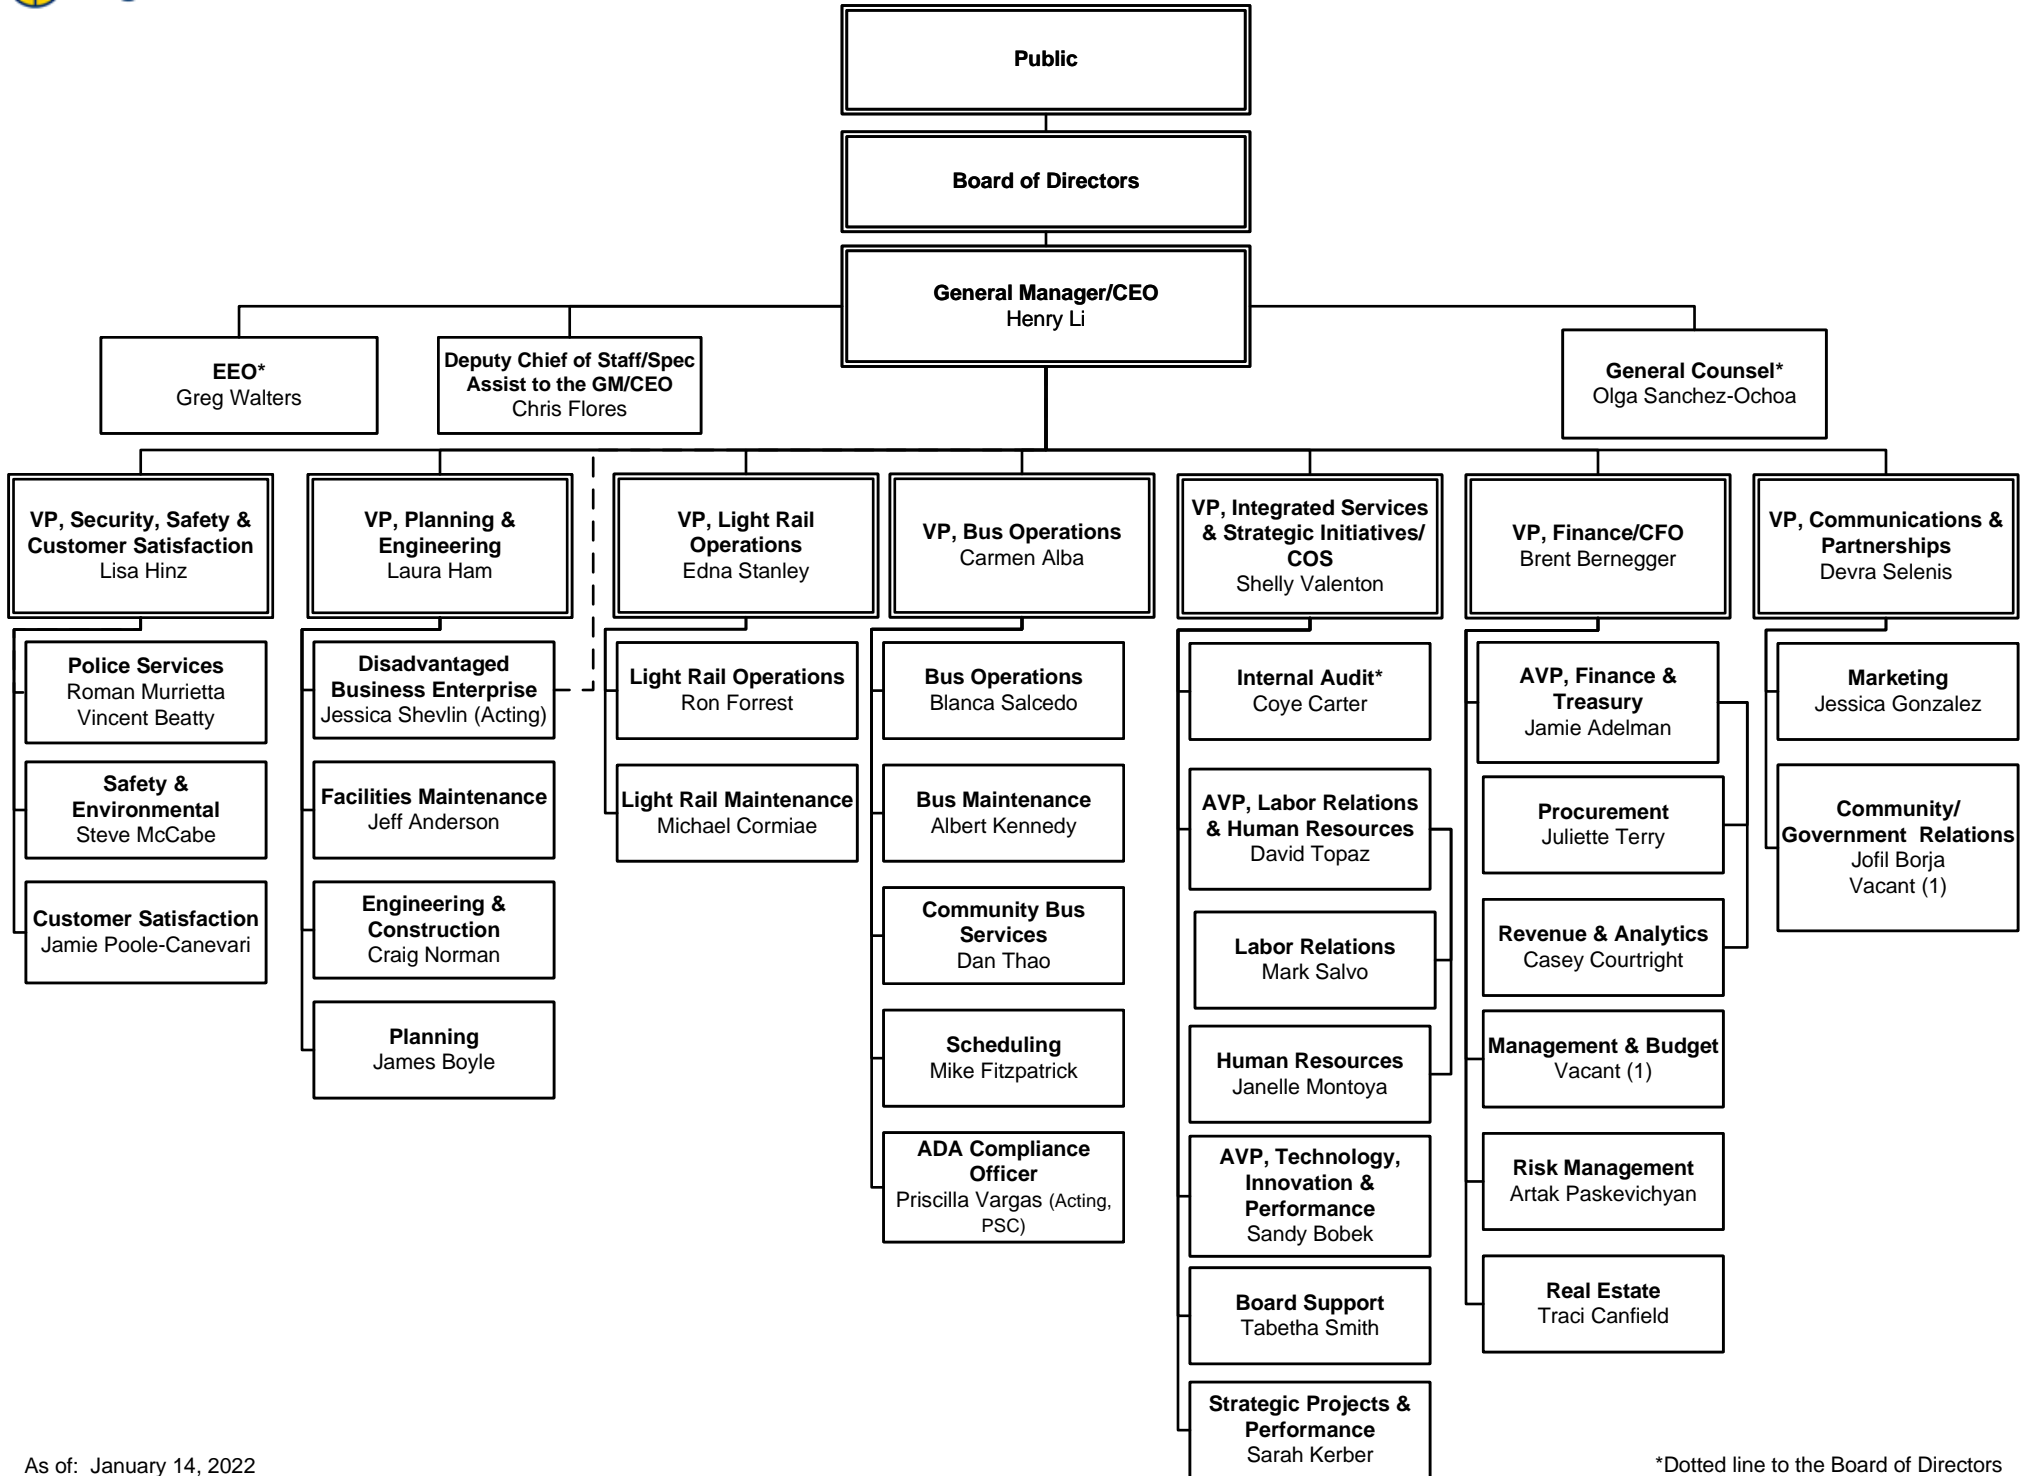 Public
Board of Directors
General Manager/CEO
Henry Li
EEO*
Greg Walters
Deputy Chief of Staff/Spec
Assist to the GM/CEO
Chris Flores
General Counsel*
Olga Sanchez-Ochoa
VP, Security, Safety &
Customer Satisfaction
Lisa Hinz
VP, Planning &
Engineering
Laura Ham
VP, Light Rail
Operations
Edna Stanley
VP, Bus Operations
Carmen Alba
VP, Integrated Services
& Strategic Initiatives/
COS
Shelly Valenton
VP, Finance/CFO
Brent Bernegger
VP, Communications &
Partnerships
Devra Selenis
Police Services
Roman Murrietta
Vincent Beatty
Safety &
Environmental
Steve McCabe
Customer Satisfaction
Jamie Poole-Canevari
Disadvantaged
Business Enterprise
Jessica Shevlin (Acting)
Facilities Maintenance
Jeff Anderson
Engineering &
Construction
Craig Norman
Planning
James Boyle
Light Rail Operations
Ron Forrest
Light Rail Maintenance
Michael Cormiae
Bus Operations
Blanca Salcedo
Bus Maintenance
Albert Kennedy
Community Bus
Services
Dan Thao
Scheduling
Mike Fitzpatrick
ADA Compliance
Officer
Priscilla Vargas (Acting,
PSC)
Internal Audit*
Coye Carter
AVP, Labor Relations
& Human Resources
David Topaz
Labor Relations
Mark Salvo
Human Resources
Janelle Montoya
AVP, Technology,
Innovation &
Performance
Sandy Bobek
Board Support
Tabetha Smith
Strategic Projects &
Performance
Sarah Kerber
AVP, Finance &
Treasury
Jamie Adelman
Procurement
Juliette Terry
Revenue & Analytics
Casey Courtright
Management & Budget
Vacant (1)
Risk Management
Artak Paskevichyan
Real Estate
Traci Canfield
Marketing
Jessica Gonzalez
Community/
Government Relations
Jofil Borja
Vacant (1)
As of: January 14, 2022
*Dotted line to the Board of Directors